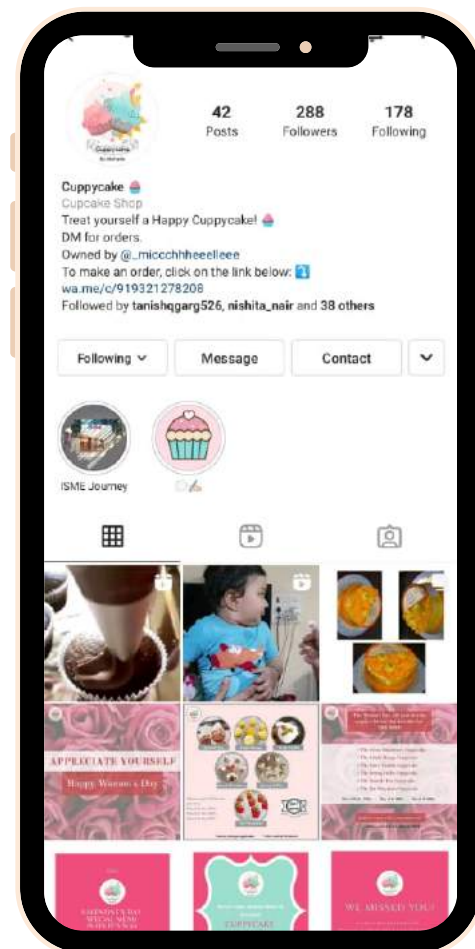 42
288
178
Posts
Followers
Following
Cuppycake
Cupcake Shop
Treat yourself a Happy Cuppycake!
DM for orders.
Owned by @_miccchhheeelleee
To make an order, click on the link below:
wa.me/c/919321278208
Followed by tanishqgarg526, nishita_nair and 38 others
Following
Message
Contact
ISME Journey
APPRECIATE YOURSELF
Happy Woman's Day
WE MISSED YOU!
CUPPYCAKE